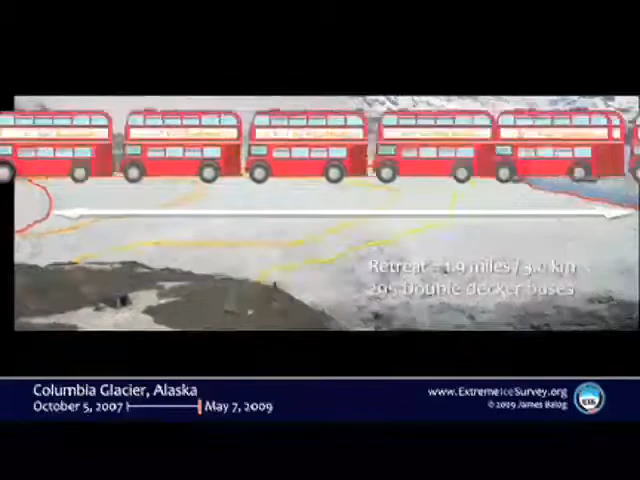 Retreat = 1.9 miles / 3.0 km
295 Double decker buses
Columbia Glacier, Alaska
www.ExtremeIceSurvey.org
October 5, 2007
May 7, 2009
© 2009 James Balog
EIS